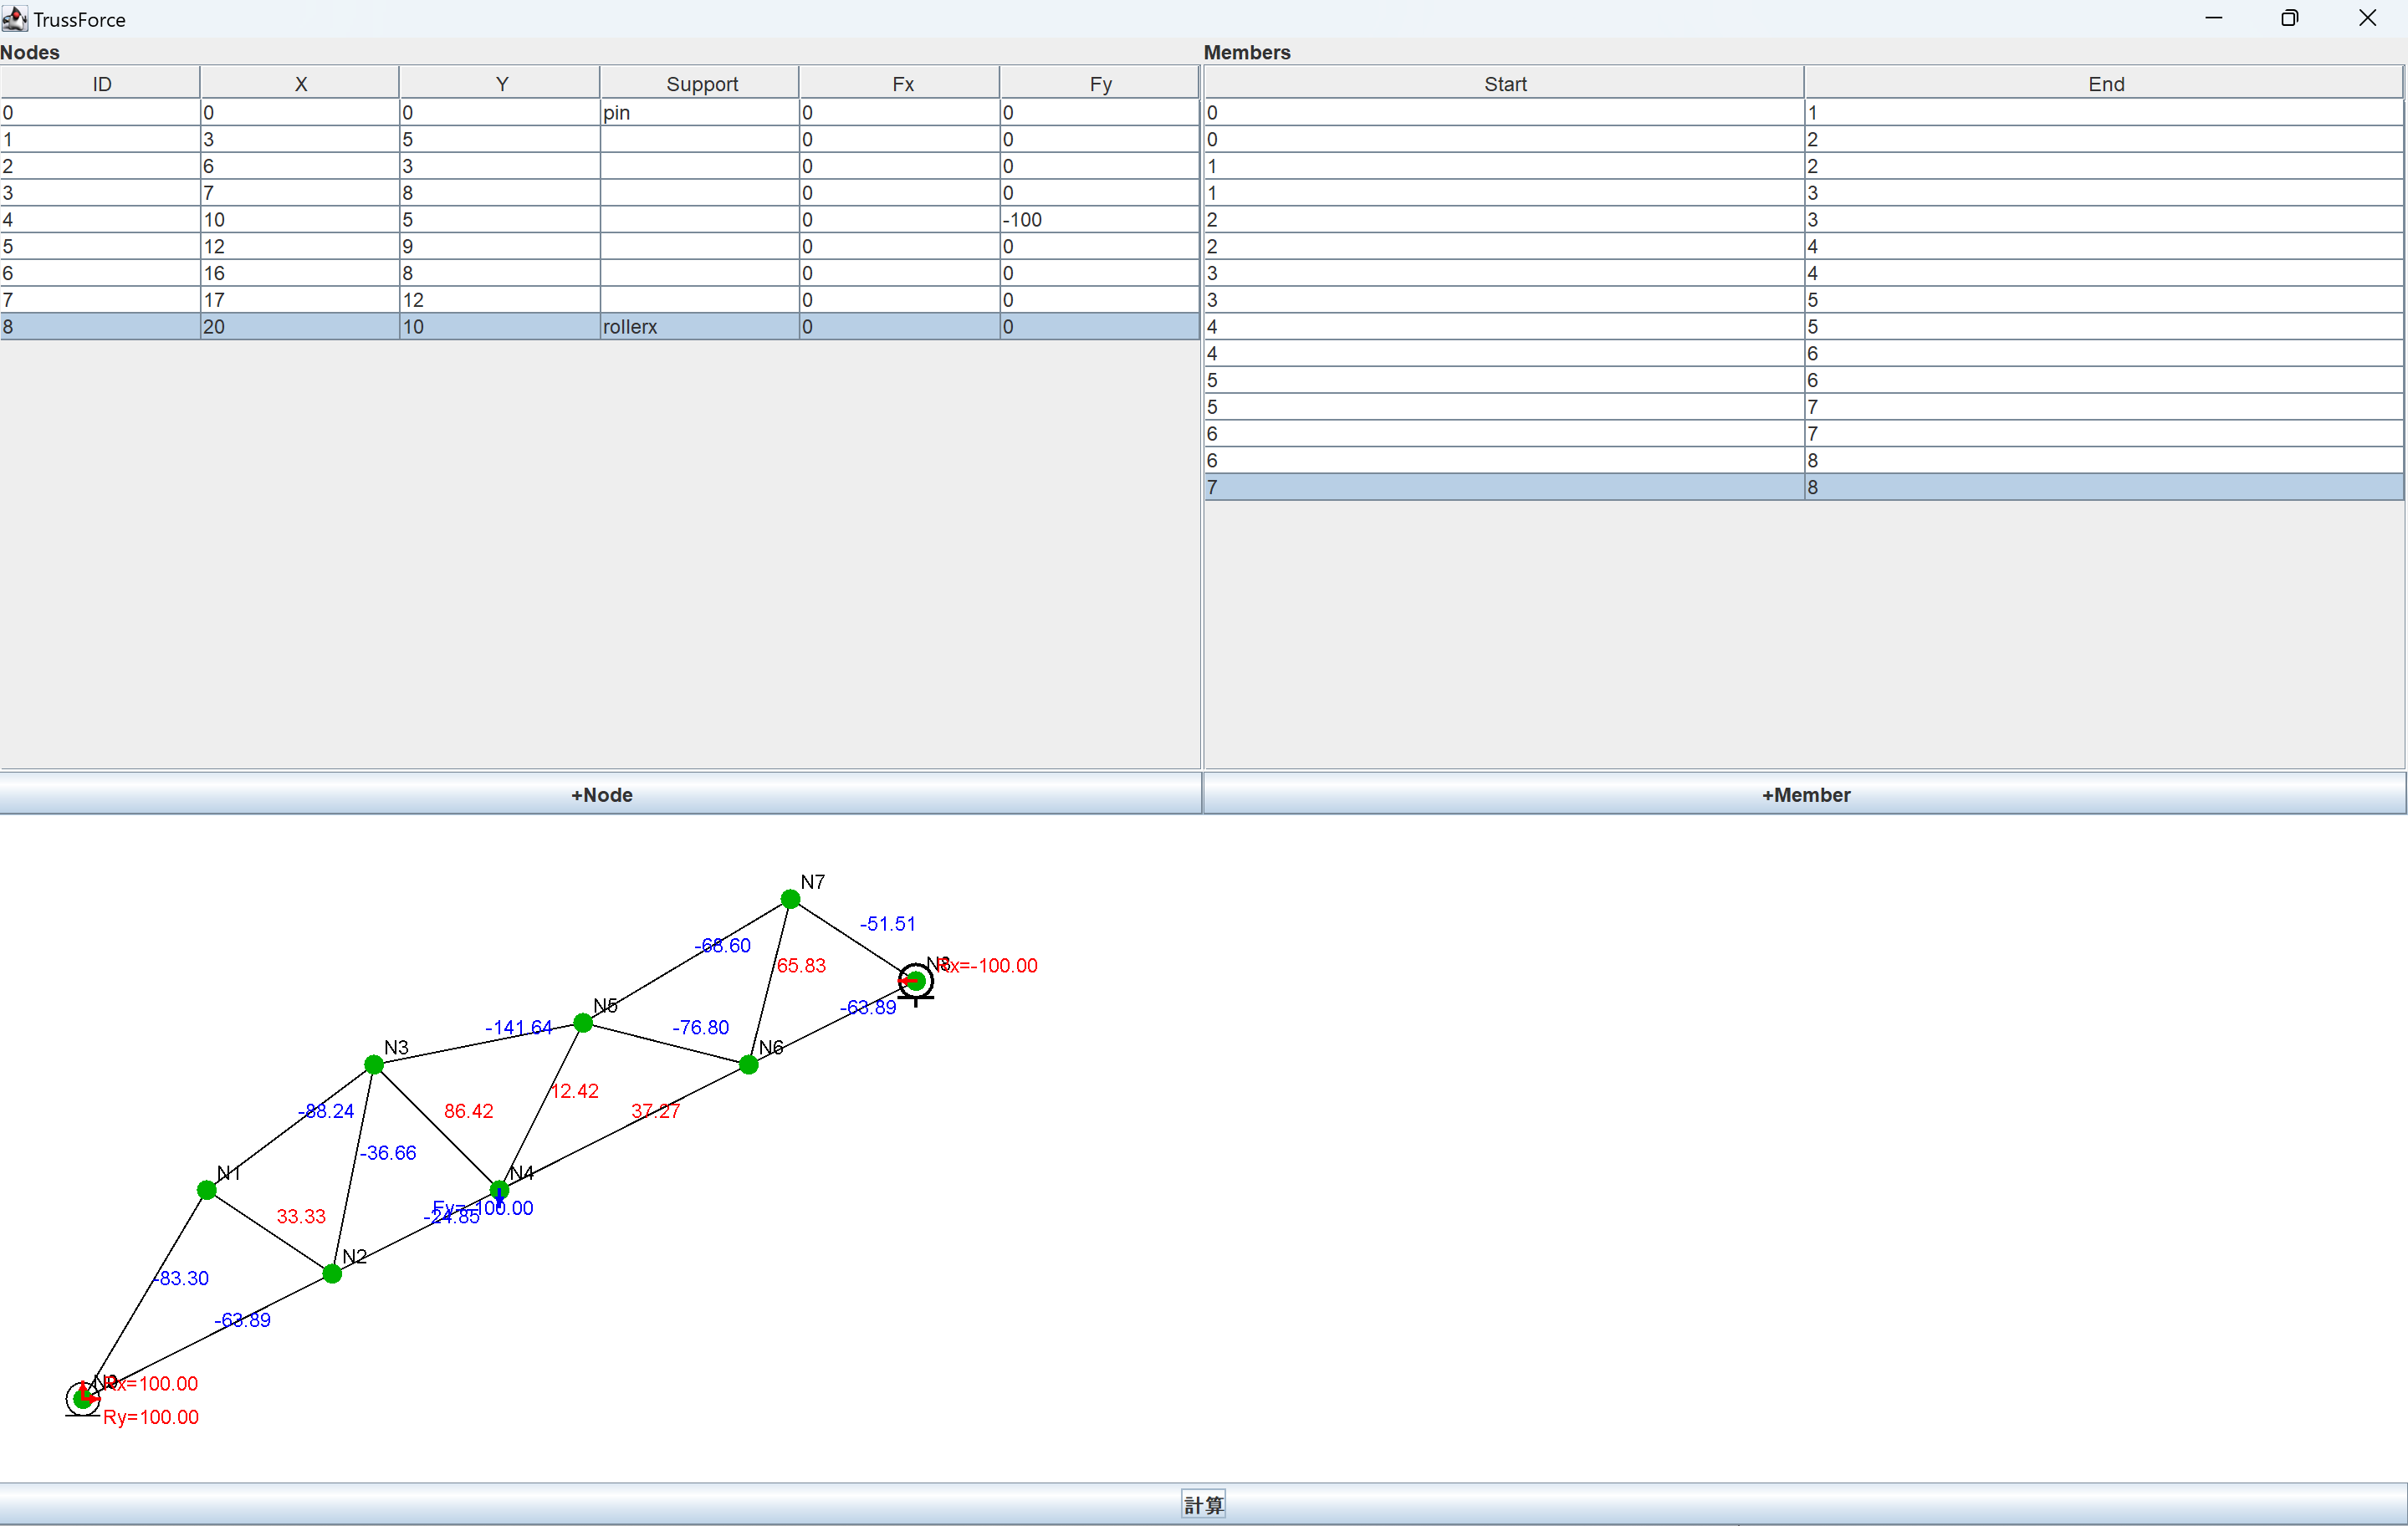 TrussForce
Nodes
ID X Y Support Fx Fy
0 0 0 pin 0 0
1 3 5 0 0
2 6 3 0 0
3 7 8 0 0
4 10 5 0 -100
5 12 9 0 0
6 16 8 0 0
7 17 12 0 0
8 20 10 rollerx 0 0
+Node
Members
Start End
0 1
0 2
1 2
1 3
2 3
2 4
3 4
3 5
4 5
4 6
5 6
5 7
6 7
6 8
7 8
+Member
N7
-51.51
-68.60
65.83
N8
Rx=-100.00
N5
-63.89
-141.64
-76.80
N3
N6
12.42
-88.24
86.42
37.27
-36.66
N1
N4
Fy=-100.00
33.33
-24.85
N2
-83.30
-63.89
N0
Rx=100.00
Ry=100.00
計算